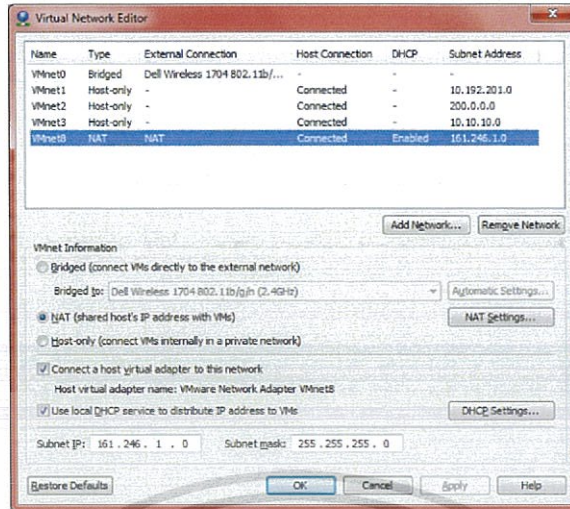 Virtual Network Editor
Name Type External Connection Host Connection DHCP Subnet Address
VMnet0 Bridged Dell Wireless 1704 802.11b/... - - -
VMnet1 Host-only - Connected - 10.192.201.0
VMnet2 Host-only - Connected - 200.0.0.0
VMnet3 Host-only - Connected - 10.10.10.0
VMnet8 NAT NAT Connected Enabled 161.246.1.0
Add Network... Remove Network
VMnet Information
Bridged (connect VMs directly to the external network)
Bridged to: Dell Wireless 1704 802.11b/g/n (2.4GHz) Automatic Settings...
NAT (shared host's IP address with VMs) NAT Settings...
Host-only (connect VMs internally in a private network)
Connect a host virtual adapter to this network
Host virtual adapter name: VMware Network Adapter VMnet8
Use local DHCP service to distribute IP address to VMs DHCP Settings...
Subnet IP: 161 . 246 . 1 . 0 Subnet mask: 255 . 255 . 255 . 0
Restore Defaults OK Cancel Apply Help